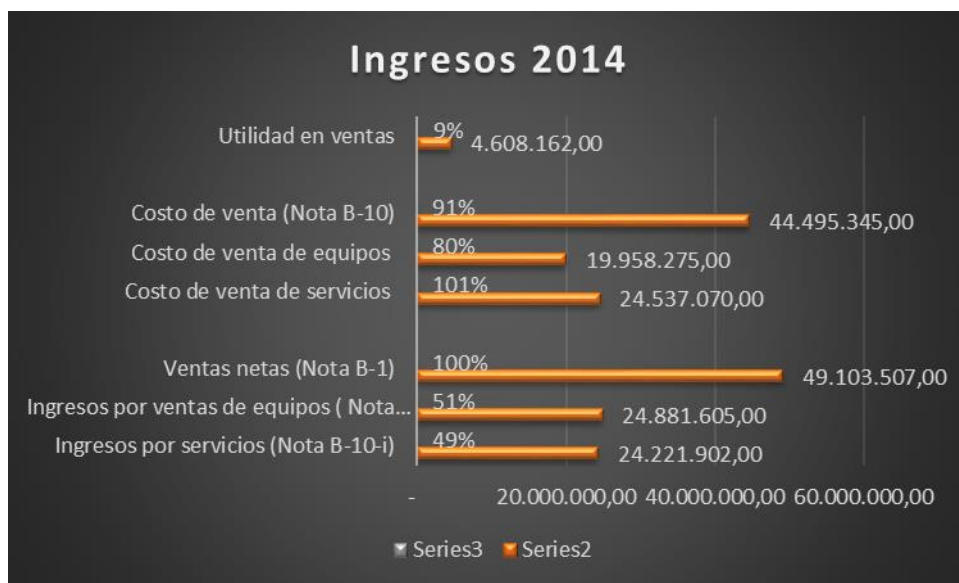 Ingresos 2014
Utilidad en ventas
9%
4.608.162,00
Costo de venta (Nota B-10)
91%
44.495.345,00
Costo de venta de equipos
80%
19.958.275,00
Costo de venta de servicios
101%
24.537.070,00
Ventas netas (Nota B-1)
100%
49.103.507,00
Ingresos por ventas de equipos ( Nota...
51%
24.881.605,00
Ingresos por servicios (Nota B-10-i)
49%
24.221.902,00
- 20.000.000,00 40.000.000,00 60.000.000,00
Series3 Series2